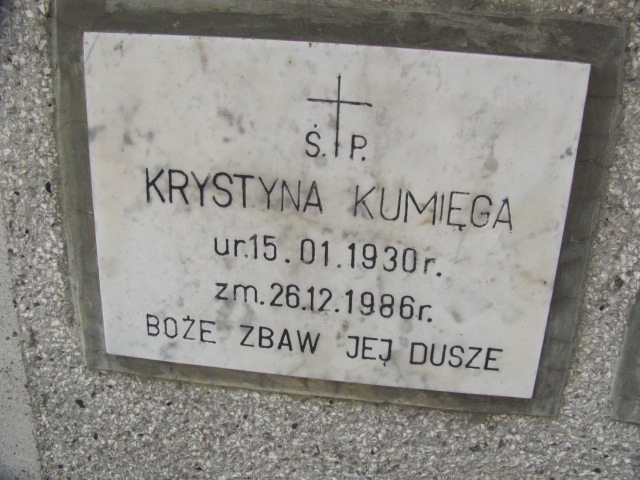 Ś. P.
KRYSTYNA KUMIĘGA
ur.15.01.1930r.
zm.26.12.1986r.
BOŻE ZBAW JEJ DUSZE